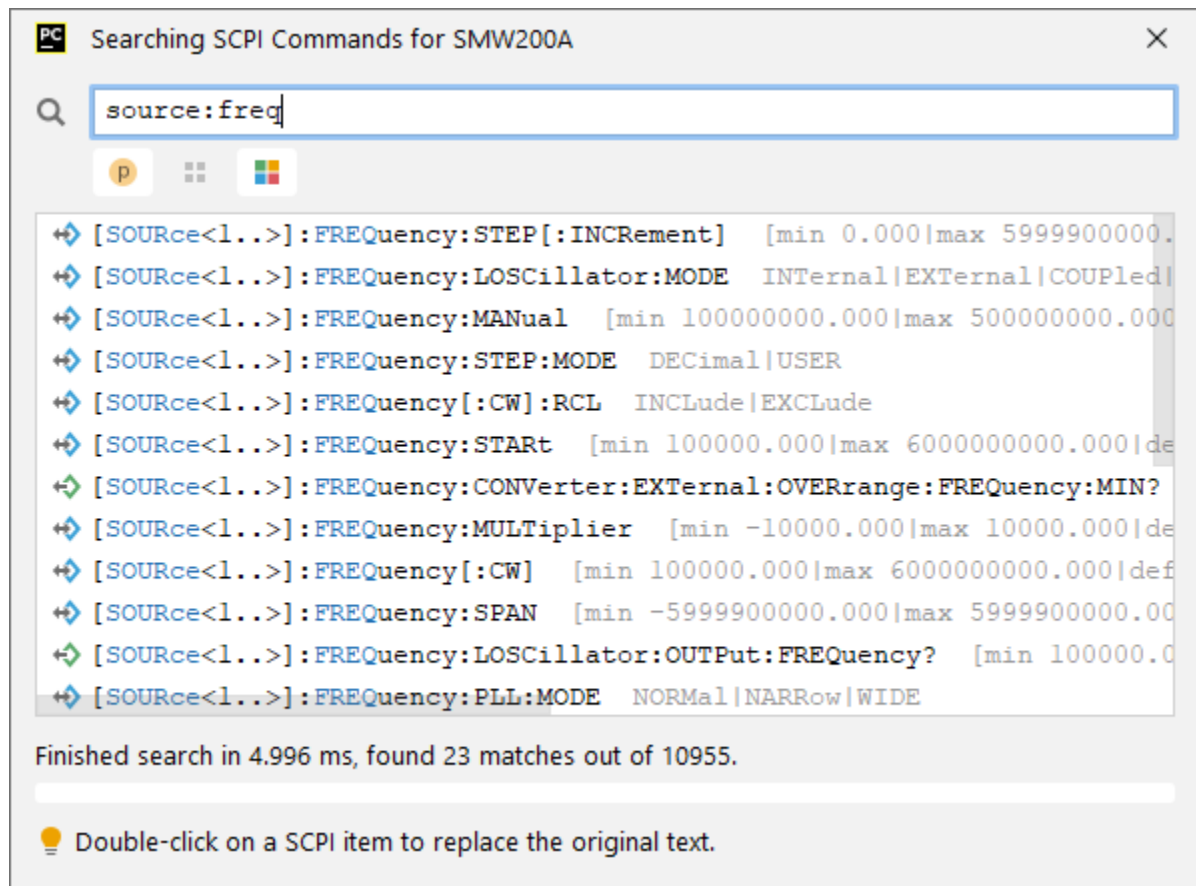 PC Searching SCPI Commands for SMW200A
source:freq
p
[SOURce<1..>]:FREQuency:STEP[:INCRement] [min 0.000|max 5999900000.
[SOURce<1..>]:FREQuency:LOSCillator:MODE INTernal|EXTernal|COUPled|
[SOURce<1..>]:FREQuency:MANual [min 100000000.000|max 500000000.000
[SOURce<1..>]:FREQuency:STEP:MODE DECimal|USER
[SOURce<1..>]:FREQuency[:CW]:RCL INCLude|EXCLude
[SOURce<1..>]:FREQuency:STARt [min 100000.000|max 6000000000.000|de
[SOURce<1..>]:FREQuency:CONVerter:EXTernal:OVERrange:FREQuency:MIN?
[SOURce<1..>]:FREQuency:MULTiplier [min -10000.000|max 10000.000|de
[SOURce<1..>]:FREQuency[:CW] [min 100000.000|max 6000000000.000|def
[SOURce<1..>]:FREQuency:SPAN [min -5999900000.000|max 5999900000.00
[SOURce<1..>]:FREQuency:LOSCillator:OUTPut:FREQuency? [min 100000.0
[SOURce<1..>]:FREQuency:PLL:MODE NORMal|NARRow|WIDE
Finished search in 4.996 ms, found 23 matches out of 10955.
Double-click on a SCPI item to replace the original text.